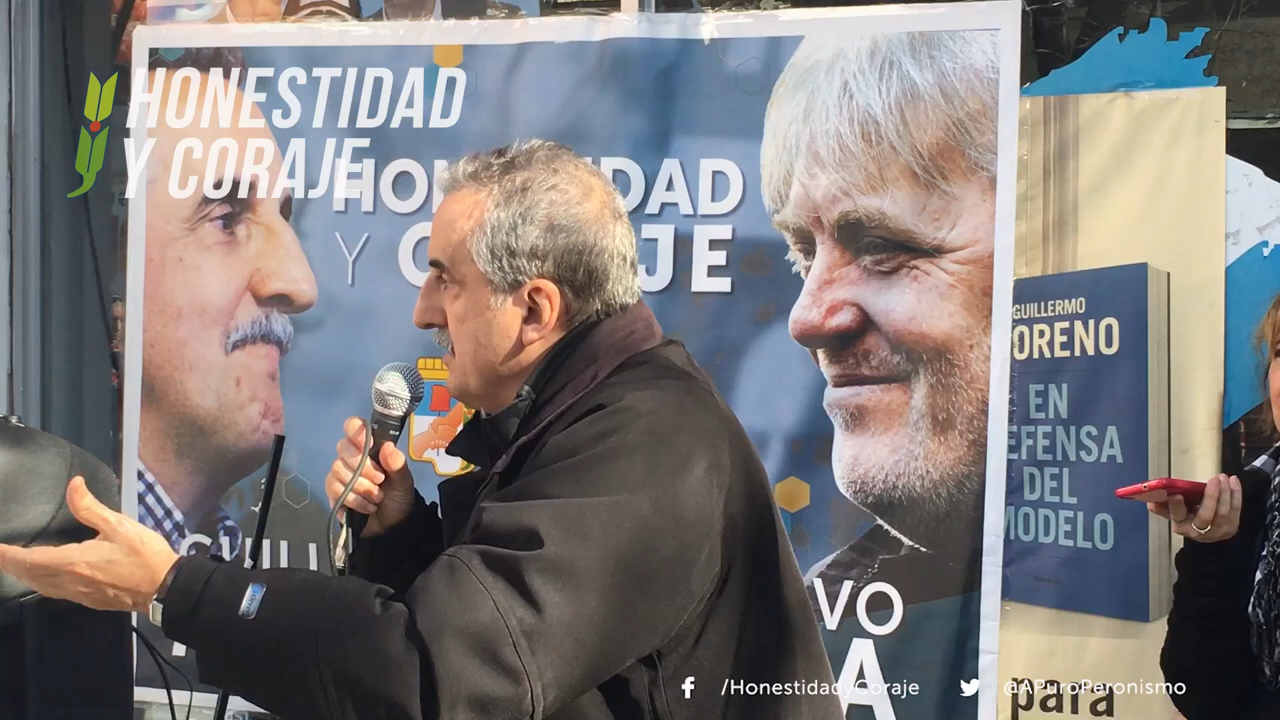 HONESTIDAD
Y CORAJE
DAD
Y
JE
GUILLERMO
ORENO
EN
EFENSA
DEL
MODELO
VO
A
para
/HonestidadyCoraje
@APuroPeronismo